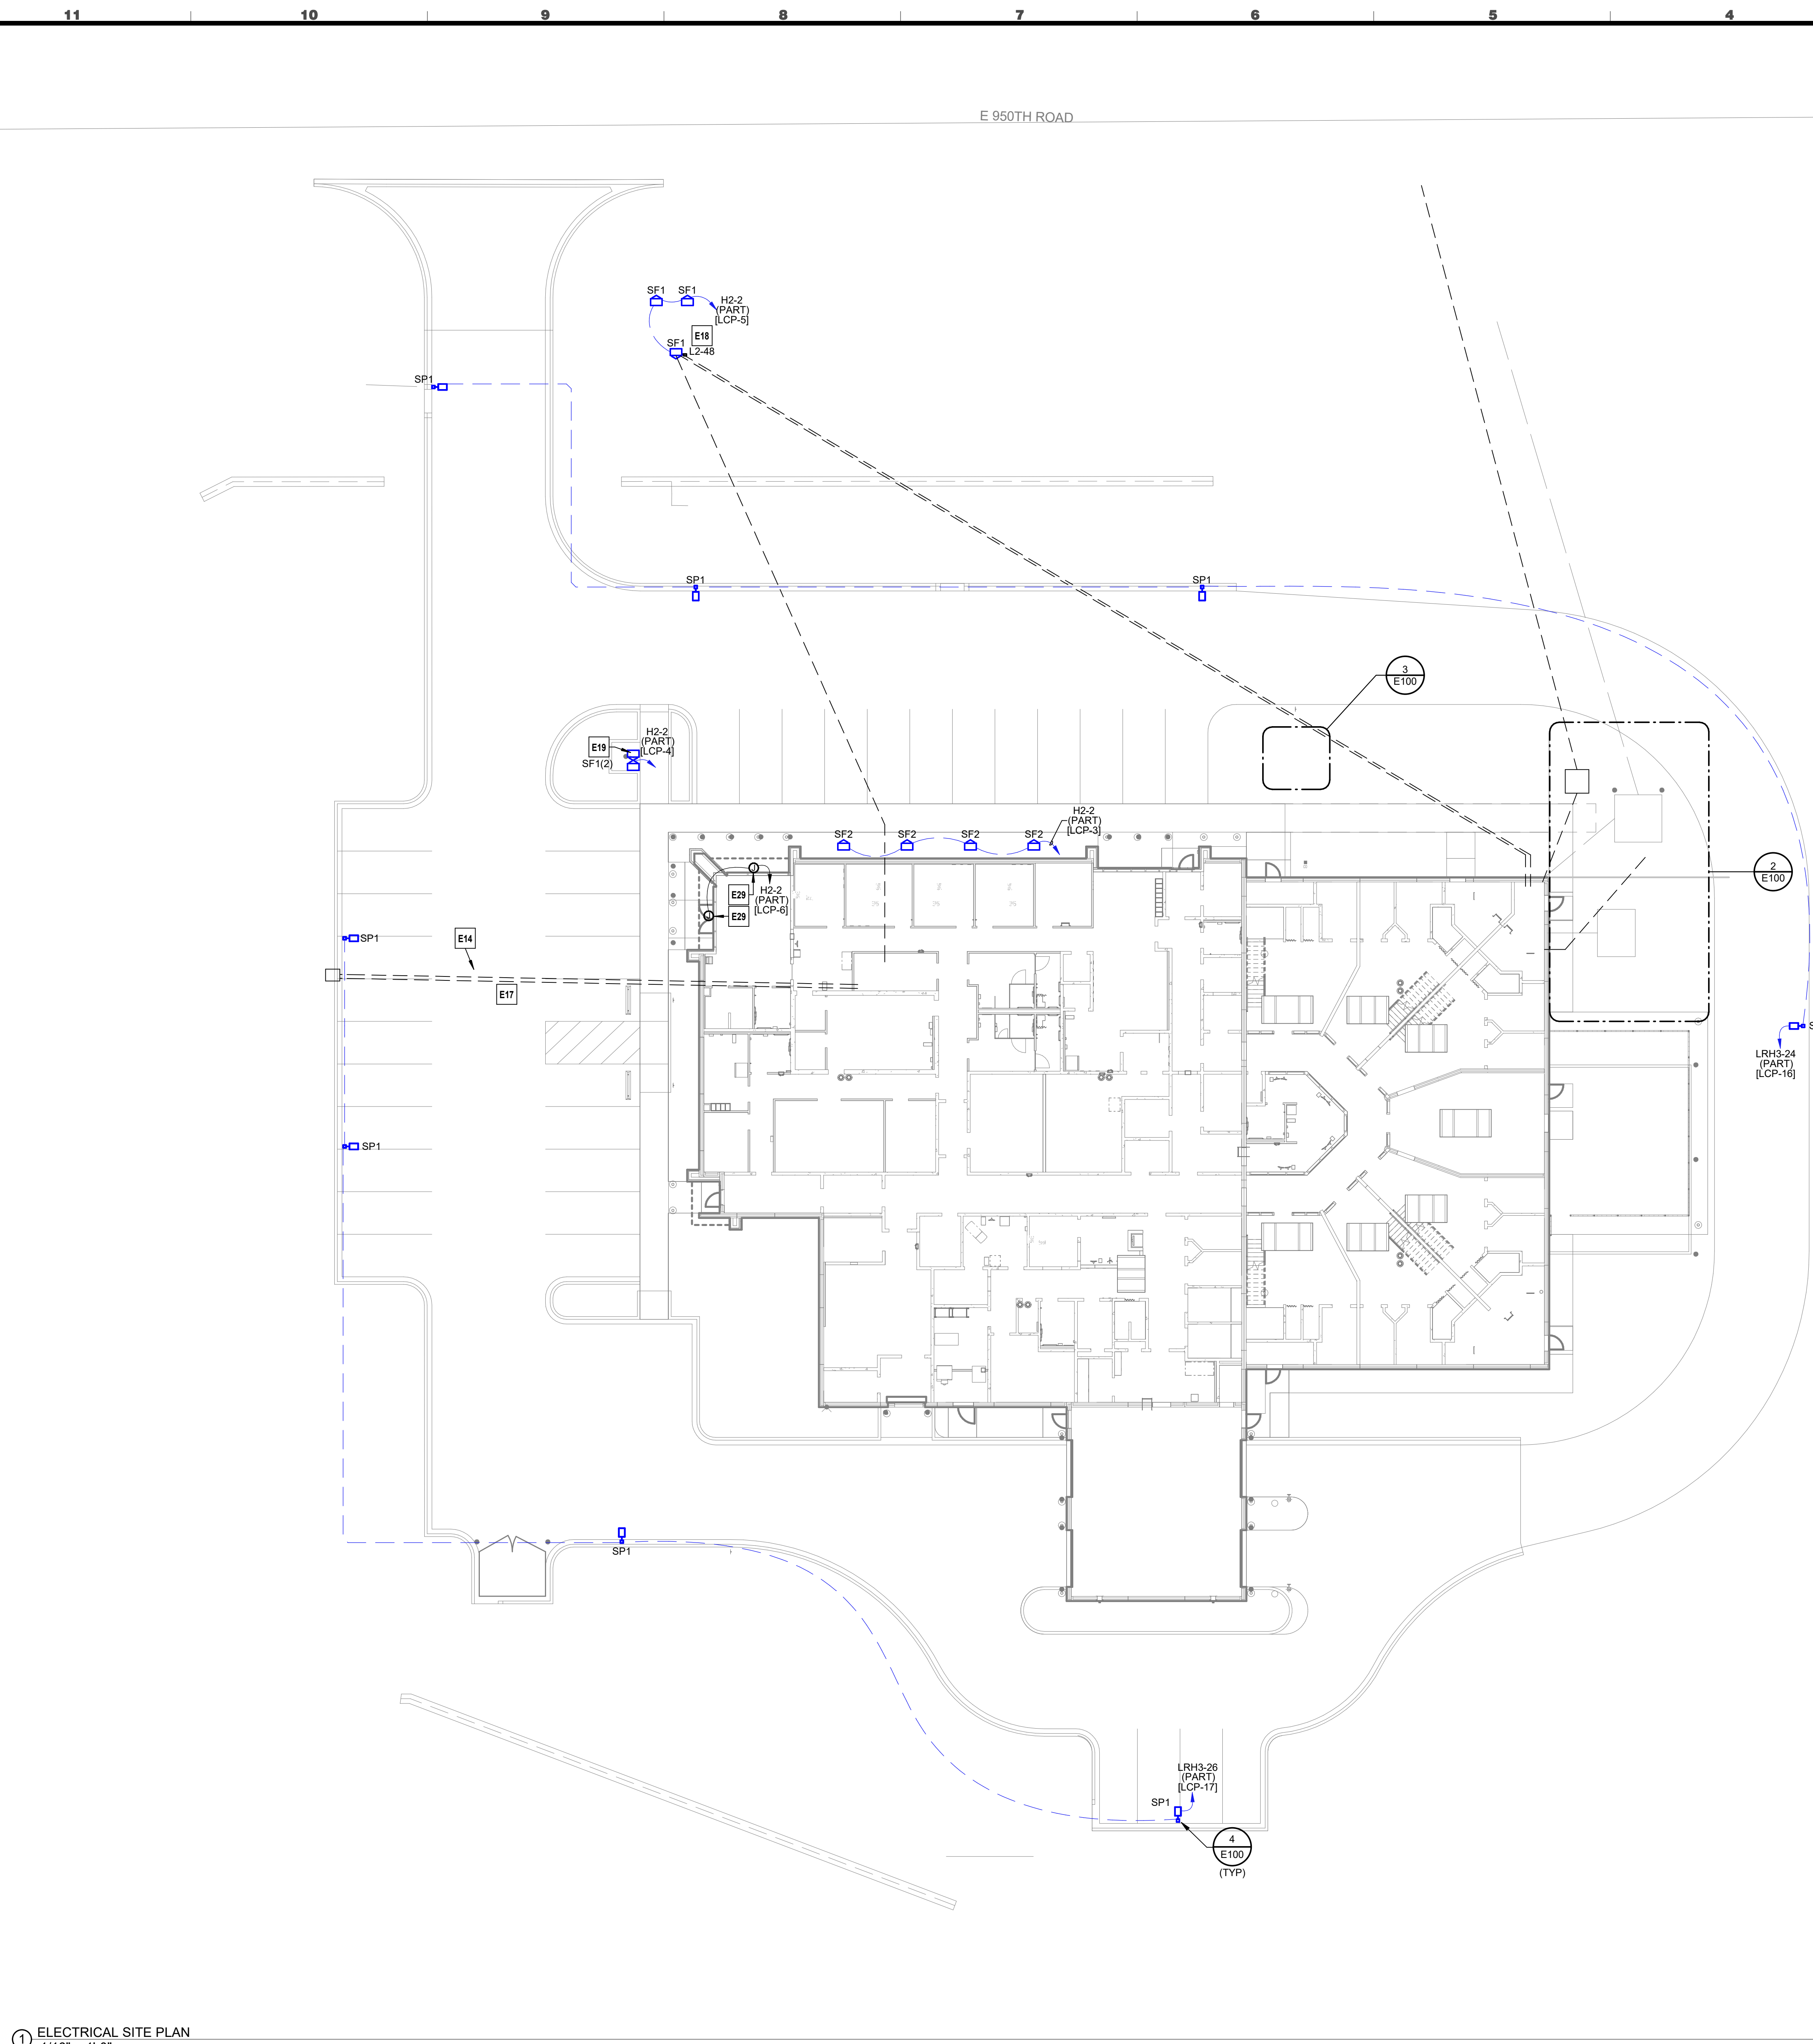 11 10 9 8 7 6 5 4
E 950TH ROAD
SF1 SF1
H2-2
(PART)
[LCP-5]
E18
SF1
L2-48
SP1
SP1
SP1
3
E100
H2-2
(PART)
[LCP-4]
E19
SF1(2)
H2-2
(PART)
[LCP-3]
SF2 SF2 SF2 SF2
2
E100
E29
H2-2
(PART)
[LCP-6]
E29
SP1
E14
E17
LRH3-24
(PART)
[LCP-16]
SP1
SP1
LRH3-26
(PART)
[LCP-17]
SP1
4
E100
(TYP)
1
ELECTRICAL SITE PLAN